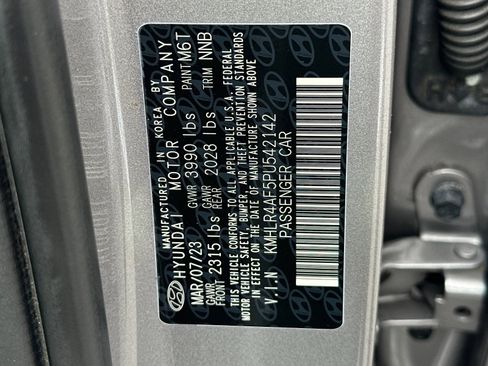 MANUFACTURED IN KOREA BY
HYUNDAI MOTOR COMPANY
MAR/07/23 GVWR 3990 lbs PAINT M6T
GAWR FRONT 2315 lbs GAWR REAR 2028 lbs TRIM NNB
THIS VEHICLE CONFORMS TO ALL APPLICABLE U.S.A. FEDERAL
MOTOR VEHICLE SAFETY, BUMPER, AND THEFT PREVENTION STANDARDS
IN EFFECT ON THE DATE OF MANUFACTURE SHOWN ABOVE
V.I.N KMHLR4AF5PU542142
PASSENGER CAR